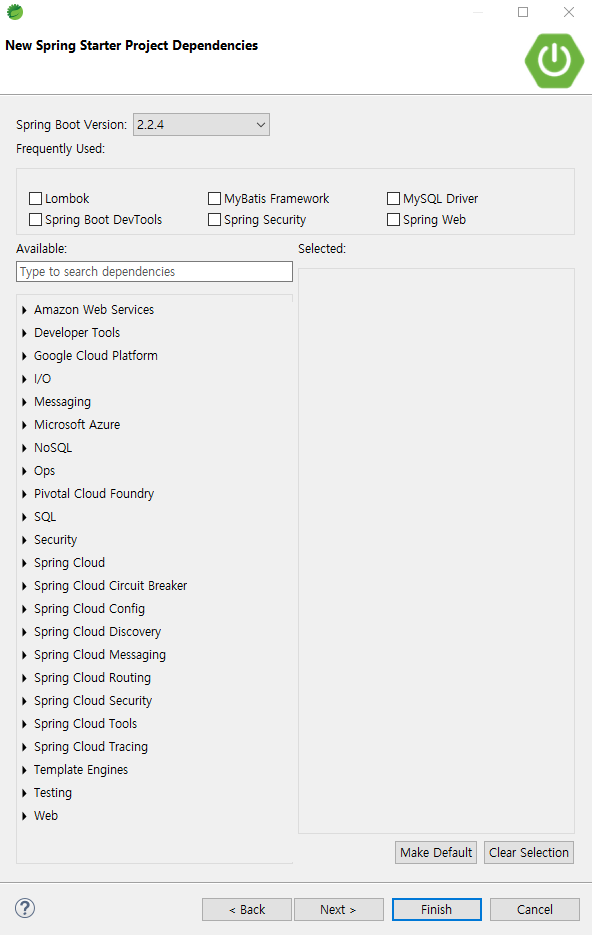 New Spring Starter Project Dependencies
Spring Boot Version: 2.2.4
Frequently Used:
Lombok MyBatis Framework MySQL Driver
Spring Boot DevTools Spring Security Spring Web
Available: Selected:
Type to search dependencies
Amazon Web Services
Developer Tools
Google Cloud Platform
I/O
Messaging
Microsoft Azure
NoSQL
Ops
Pivotal Cloud Foundry
SQL
Security
Spring Cloud
Spring Cloud Circuit Breaker
Spring Cloud Config
Spring Cloud Discovery
Spring Cloud Messaging
Spring Cloud Routing
Spring Cloud Security
Spring Cloud Tools
Spring Cloud Tracing
Template Engines
Testing
Web
Make Default Clear Selection
? < Back Next > Finish Cancel